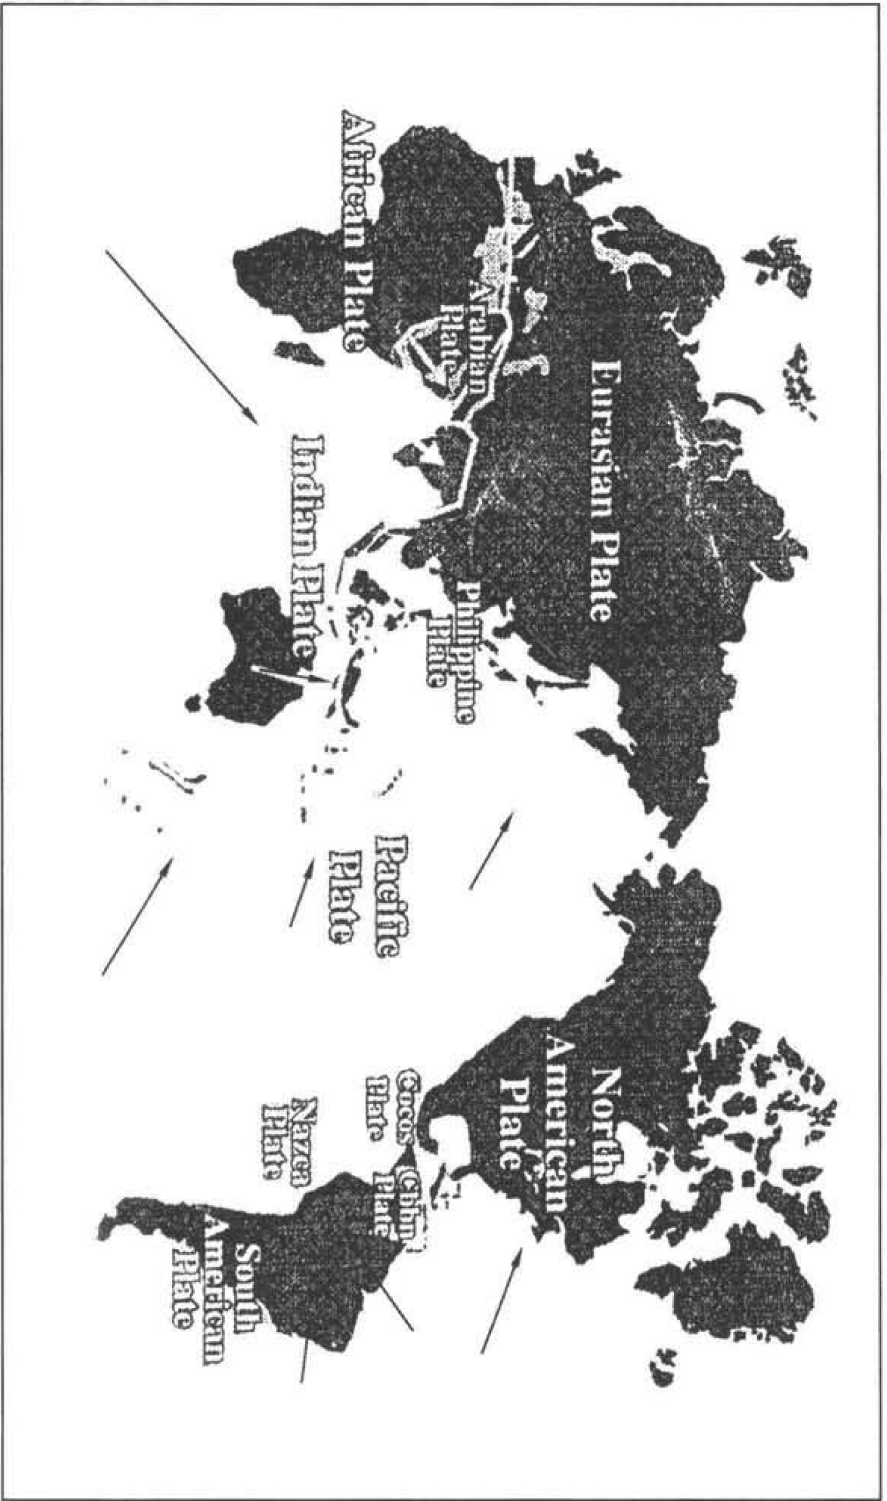 Eurasian Plate
North
American
Plate
African Plate
Arabian
Plate
Philippine
Plate
Indian Plate
Pacific
Plate
Cocos
Plate
Plate
Nazca
Plate
South
American
Plate